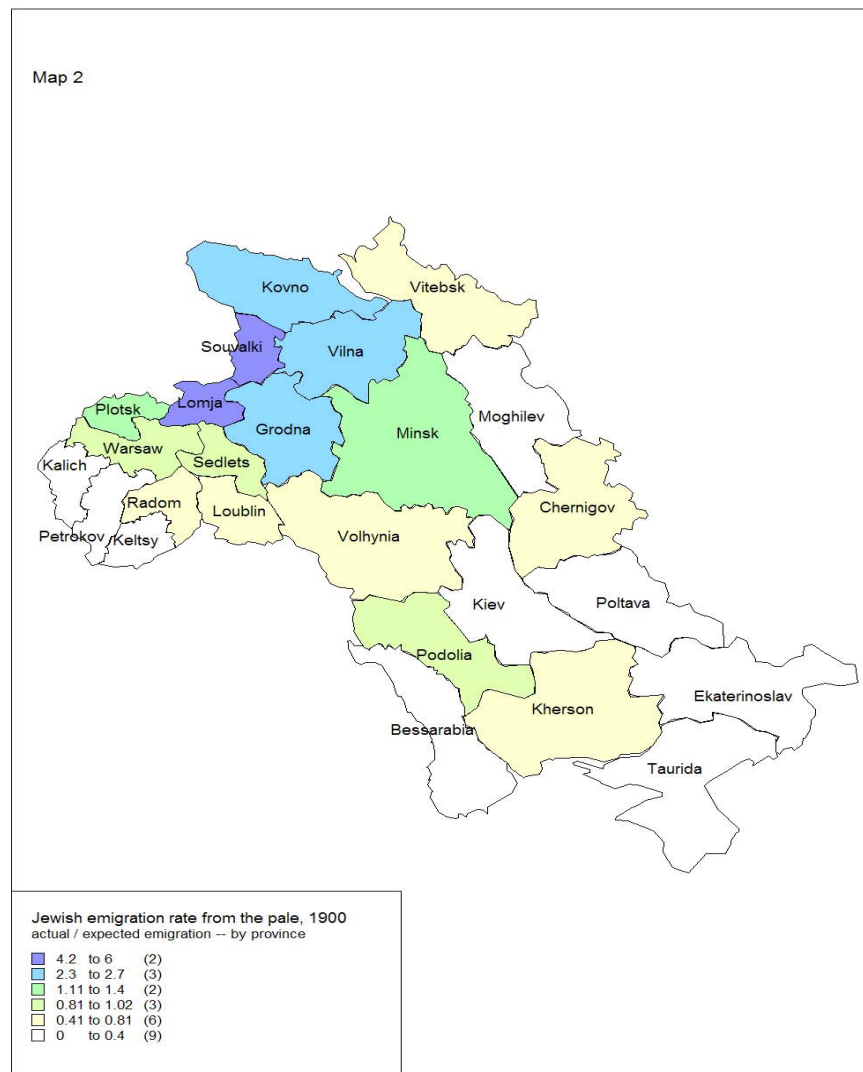 Map 2
Vitebsk
Kovno
Souvalki
Vilna
Lomja
Plotsk
Moghilev
Grodna
Minsk
Warsaw
Kalich
Sedlets
Radom
Loublin
Chernigov
Petrokov
Keltsy
Volhynia
Kiev
Poltava
Podolia
Ekaterinoslav
Kherson
Bessarabia
Taurida
Jewish emigration rate from the pale, 1900
actual / expected emigration -- by province
4.2 to 6 (2)
2.3 to 2.7 (3)
1.11 to 1.4 (2)
0.81 to 1.02 (3)
0.41 to 0.81 (6)
0 to 0.4 (9)